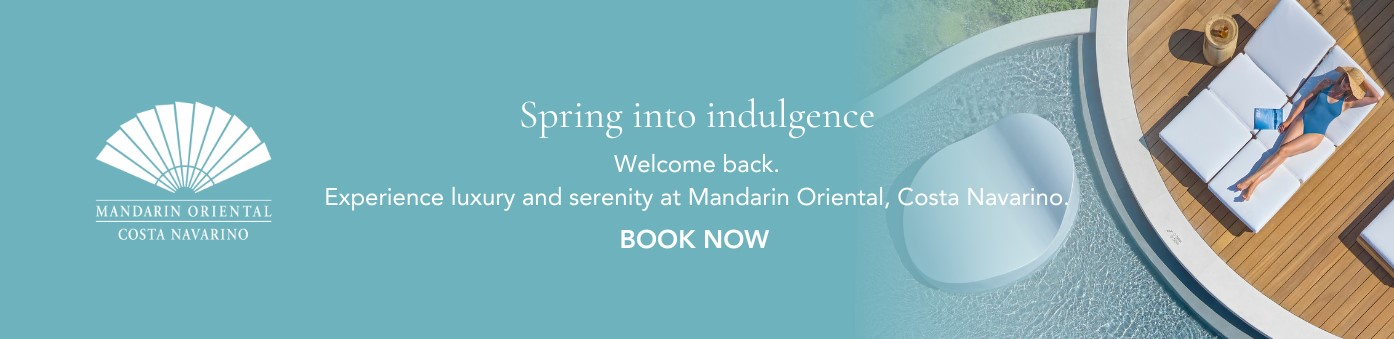 MANDARIN ORIENTAL
COSTA NAVARINO
Spring into indulgence
Welcome back.
Experience luxury and serenity at Mandarin Oriental, Costa Navarino.
BOOK NOW